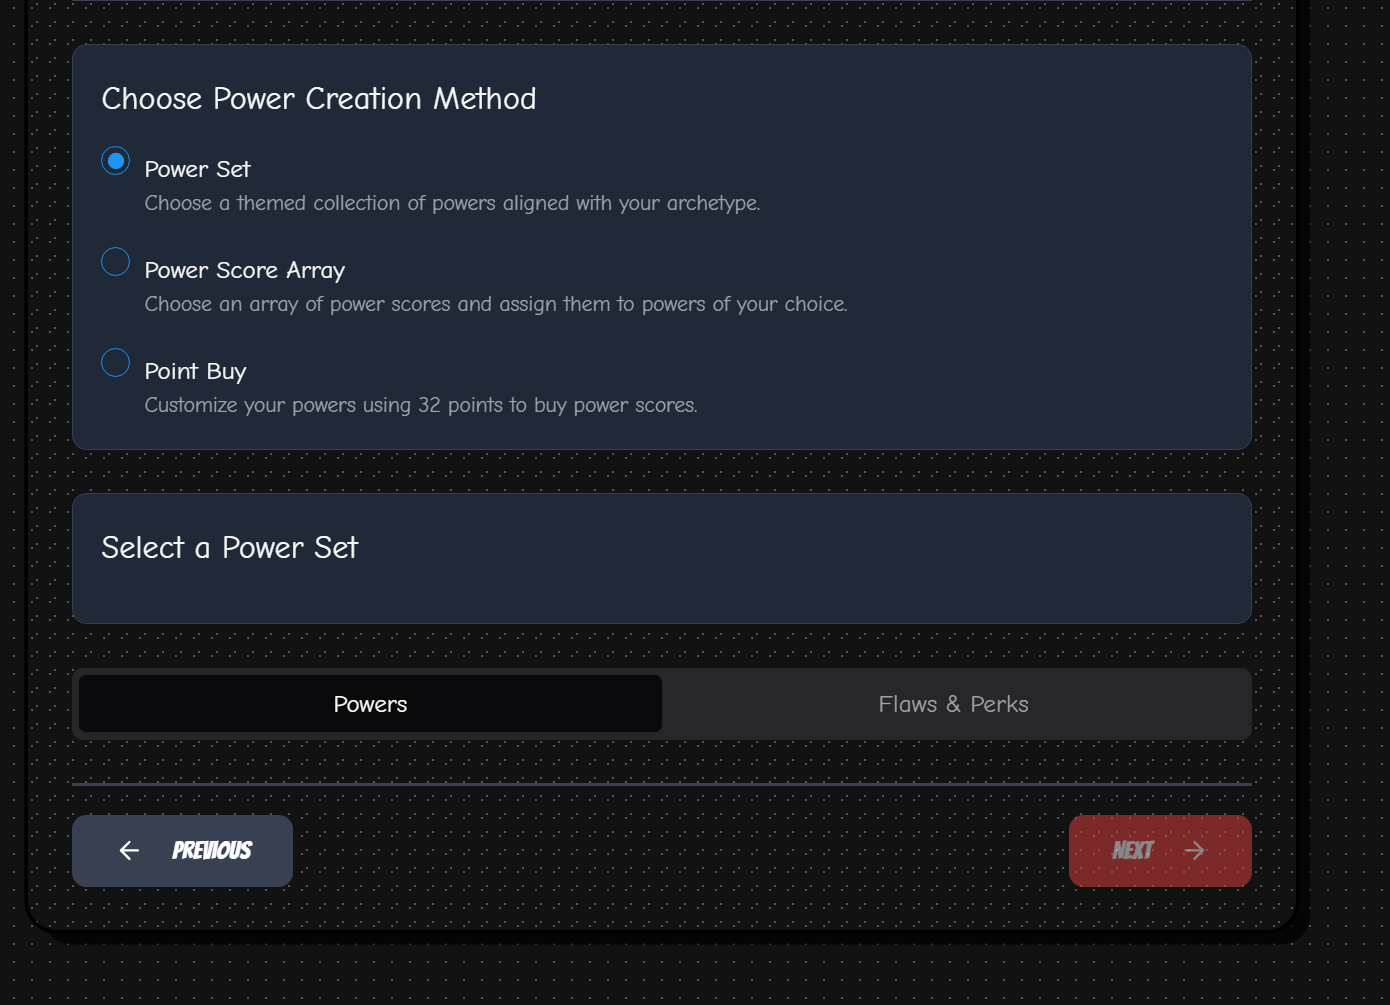 Choose Power Creation Method
Power Set
Choose a themed collection of powers aligned with your archetype.
Power Score Array
Choose an array of power scores and assign them to powers of your choice.
Point Buy
Customize your powers using 32 points to buy power scores.
Select a Power Set
Powers
Flaws & Perks
PREVIOUS
NEXT